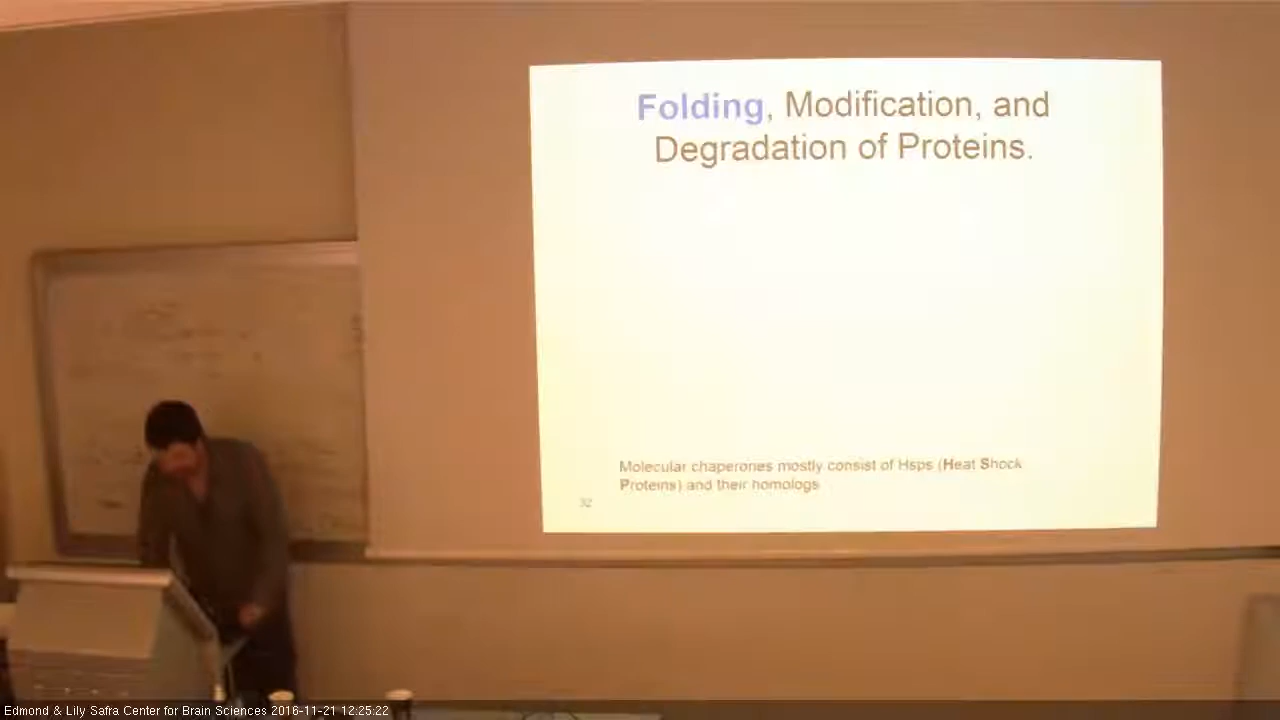 Folding, Modification, and
Degradation of Proteins.
Molecular chaperones mostly consist of Hsps (Heat Shock
Proteins) and their homologs
32
Edmond & Lily Safra Center for Brain Sciences 2016-11-21 12:25:22